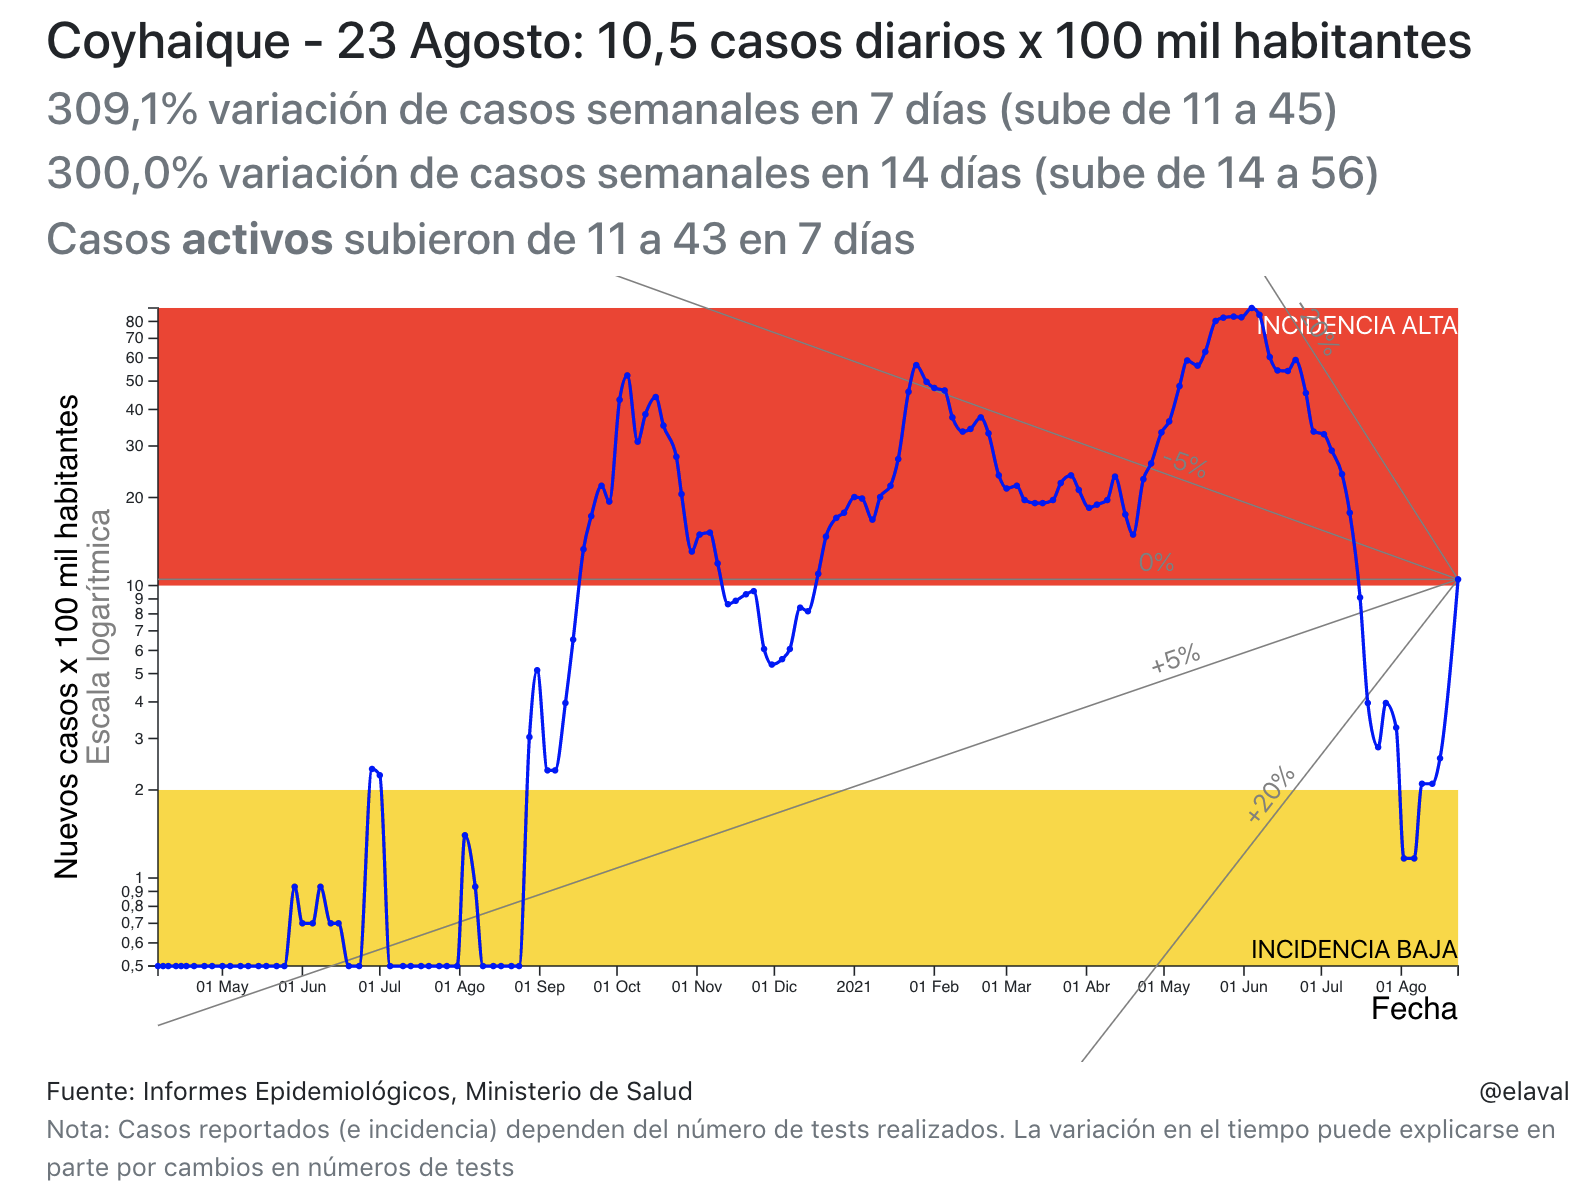 Coyhaique - 23 Agosto: 10,5 casos diarios x 100 mil habitantes
309,1% variación de casos semanales en 7 días (sube de 11 a 45)
300,0% variación de casos semanales en 14 días (sube de 14 a 56)
Casos activos subieron de 11 a 43 en 7 días
Nuevos casos x 100 mil habitantes
Escala logarítmica
80
70
60
50
40
30
20
10
9
8
7
6
5
4
3
2
1
0,9
0,8
0,7
0,6
0,5
INCIDENCIA ALTA
-5%
0%
+5%
+20%
INCIDENCIA BAJA
01 May 01 Jun 01 Jul 01 Ago 01 Sep 01 Oct 01 Nov 01 Dic 2021 01 Feb 01 Mar 01 Abr 01 May 01 Jun 01 Jul 01 Ago
Fecha
Fuente: Informes Epidemiológicos, Ministerio de Salud
@elaval
Nota: Casos reportados (e incidencia) dependen del número de tests realizados. La variación en el tiempo puede explicarse en
parte por cambios en números de tests